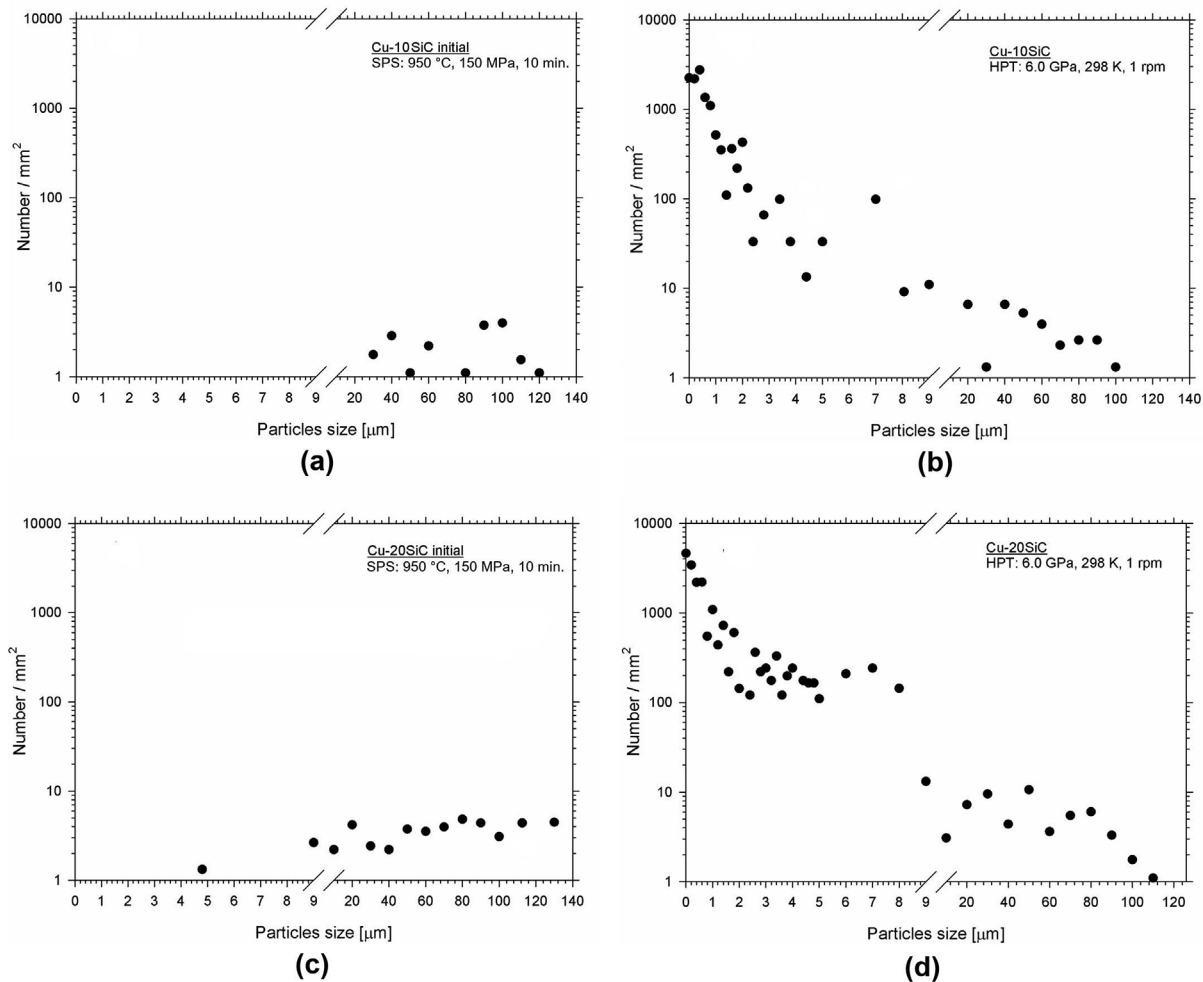 Cu-10SiC initial
SPS: 950 °C, 150 MPa, 10 min.
10000
1000
100
10
1
Number / mm²
0 1 2 3 4 5 6 7 8 9 20 40 60 80 100 120 140
Particles size [μm]
(a)
Cu-10SiC
HPT: 6.0 GPa, 298 K, 1 rpm
10000
1000
100
10
1
Number / mm²
0 1 2 3 4 5 6 7 8 9 20 40 60 80 100 120 140
Particles size [μm]
(b)
Cu-20SiC initial
SPS: 950 °C, 150 MPa, 10 min.
10000
1000
100
10
1
Number / mm²
0 1 2 3 4 5 6 7 8 9 20 40 60 80 100 120 140
Particles size [μm]
(c)
Cu-20SiC
HPT: 6.0 GPa, 298 K, 1 rpm
10000
1000
100
10
1
Number / mm²
0 1 2 3 4 5 6 7 8 9 20 40 60 80 100 120
Particles size [μm]
(d)